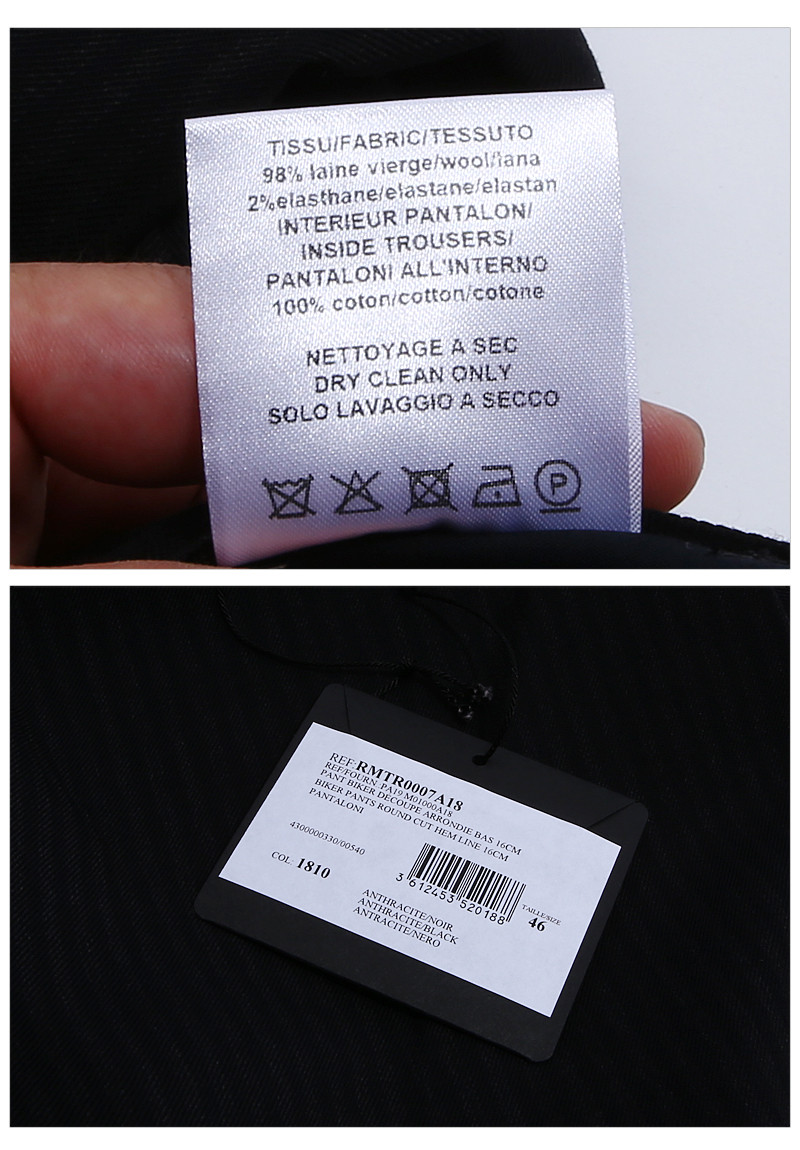 TISSU/FABRIC/TESSUTO
98% laine vierge/wool/lana
2%elasthane/elastane/elastan
INTERIEUR PANTALON/
INSIDE TROUSERS/
PANTALONI ALL'INTERNO
100% coton/cotton/cotone
NETTOYAGE A SEC
DRY CLEAN ONLY
SOLO LAVAGGIO A SECCO
P
REF:RMTR0007A18
REF/FOURN :PA19 M01000A18
PANT BIKER DECOUPE ARRONDIE BAS 16CM
BIKER PANTS ROUND CUT HEM LINE 16CM
PANTALONI
4300000330/00540
COL. 1810
3 612453 520188
TAILLE/SIZE
46
ANTHRACITE/NOIR
ANTHRACITE/BLACK
ANTRACITE/NERO